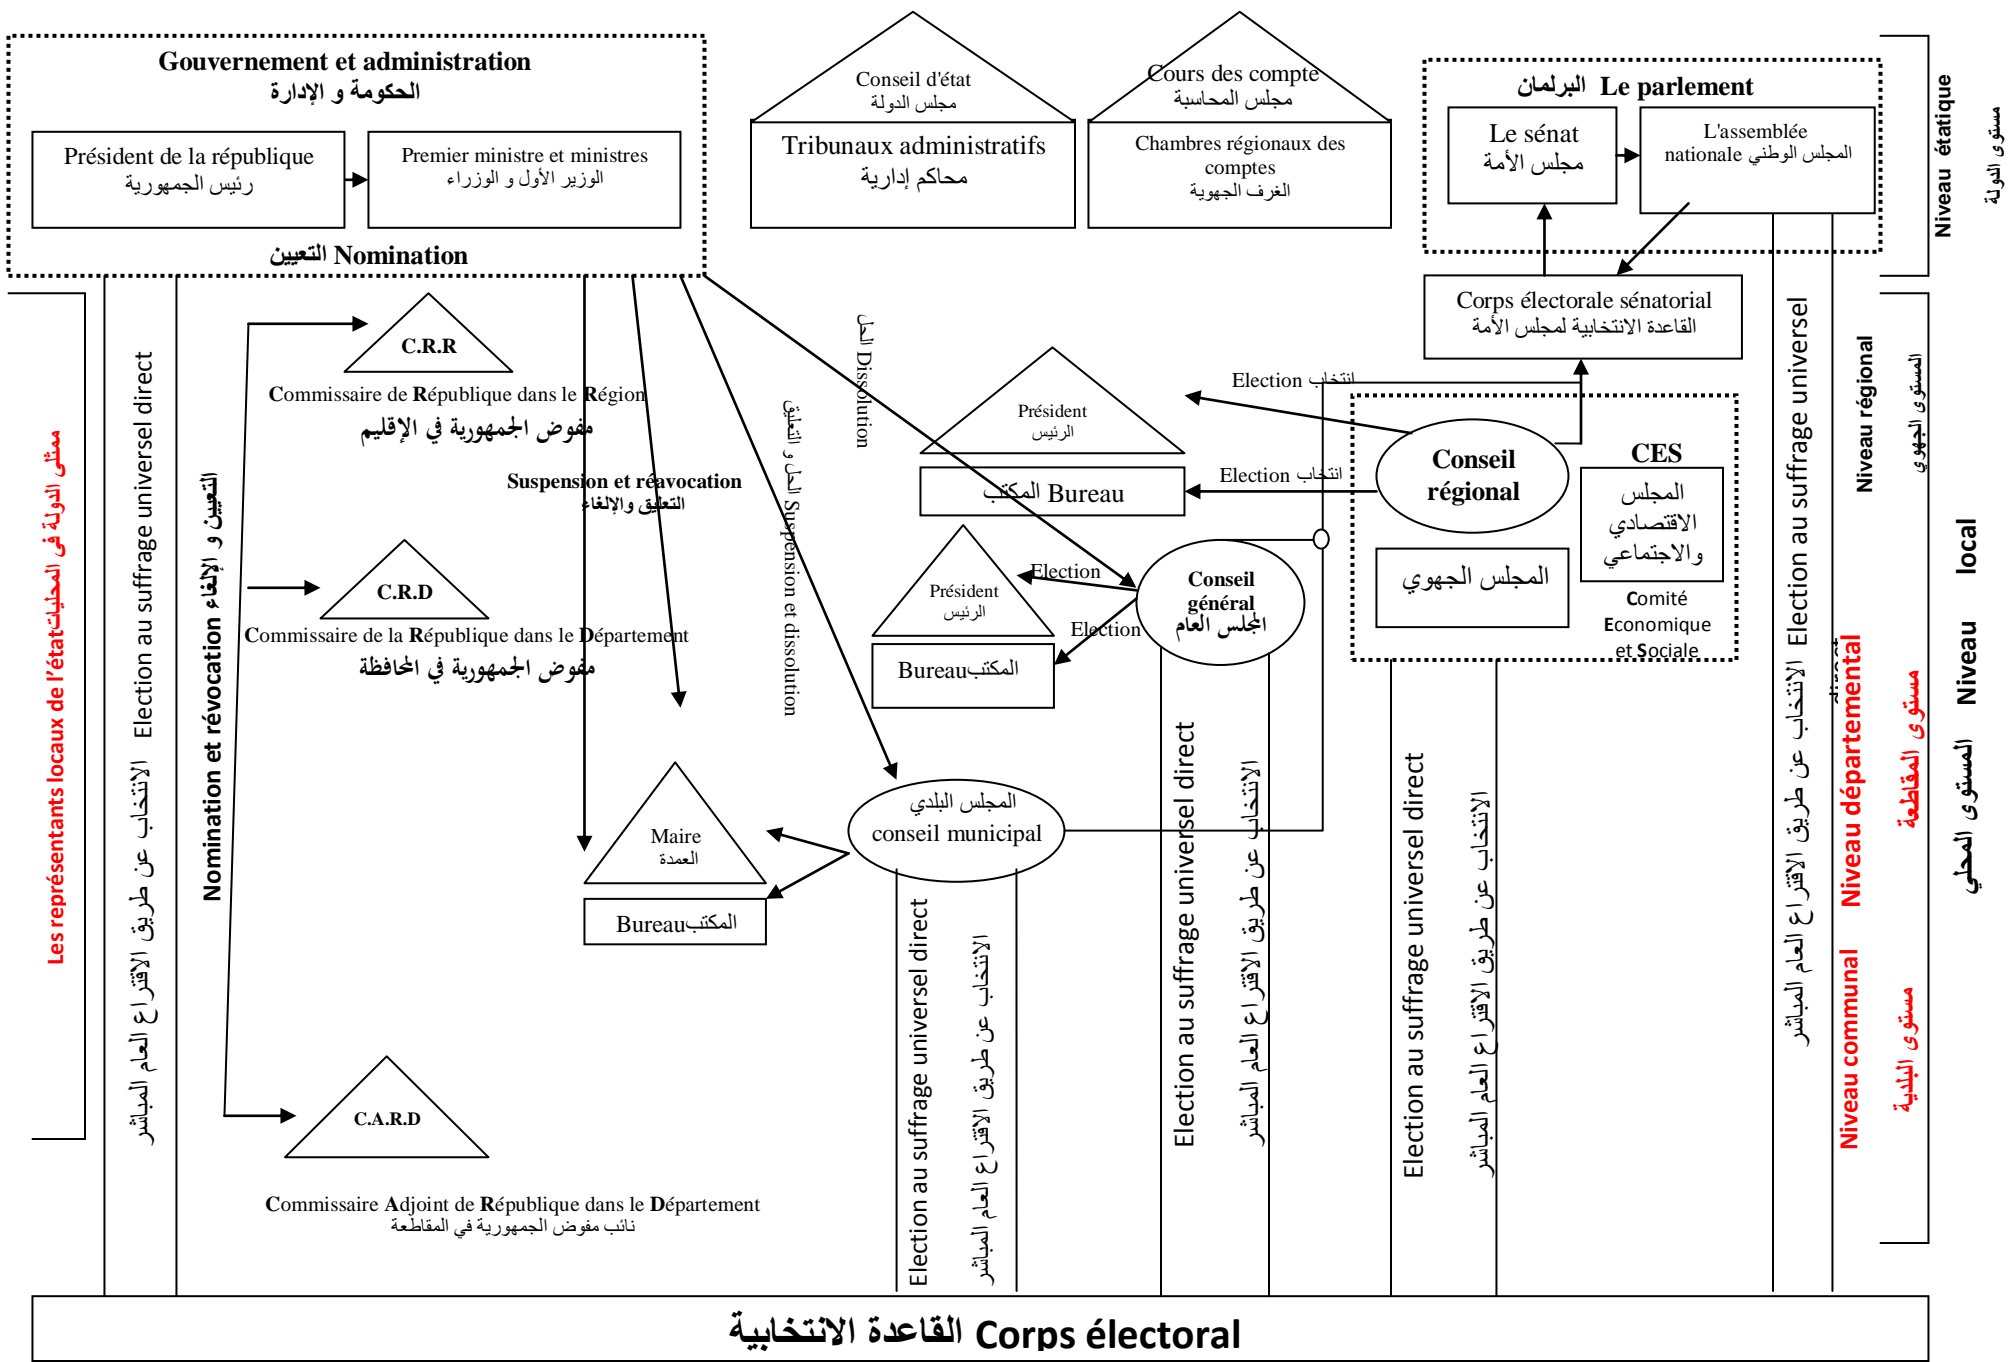 Gouvernement et administration
الحكومة و الإدارة
Président de la république
رئيس الجمهورية
Premier ministre et ministres
الوزير الأول و الوزراء
التعيين Nomination
Conseil d'état
مجلس الدولة
Tribunaux administratifs
محاكم إدارية
Cours des compte
مجلس المحاسبة
Chambres régionaux des
comptes
الغرف الجهوية
البرلمان Le parlement
Le sénat
مجلس الأمة
L'assemblée
nationale المجلس الوطني
Niveau étatique
مستوى الدولة
Corps électorale sénatorial
القاعدة الانتخابية لمجلس الأمة
Les représentants locaux de l'état ممثلى الدولة فى المحليات
Election au suffrage universel direct الانتخاب عن طريق الاقتراع العام المباشر
Nomination et révocation التعيين و الإلغاء
C.R.R
Commissaire de République dans le Région
مفوض الجمهورية في الإقليم
C.R.D
Commissaire de la République dans le Département
مفوض الجمهورية في المحافظة
C.A.R.D
Commissaire Adjoint de République dans le Département
نائب مفوض الجمهورية في المقاطعة
Suspension et réavocation
التعليق والإلغاء
الحل و التعليق Suspension et dissolution
الحل Dissolution
Président
الرئيس
المكتب Bureau
Election انتخاب
Election انتخاب
Conseil
régional
المجلس الجهوي
CES
المجلس
الاقتصادي
والاجتماعي
Comité
Economique
et Sociale
Président
الرئيس
Bureau المكتب
Election
Election
Conseil
général
المجلس العام
Maire
العمدة
Bureau المكتب
المجلس البلدي
conseil municipal
Election au suffrage universel direct
الانتخاب عن طريق الاقتراع العام المباشر
Election au suffrage universel direct
الانتخاب عن طريق الاقتراع العام المباشر
Election au suffrage universel direct
الانتخاب عن طريق الاقتراع العام المباشر
الانتخاب عن طريق الاقتراع العام المباشر Election au suffrage universel
direct
Niveau régional
المستوى الجهوي
Niveau départemental
مستوى المقاطعة
Niveau communal
مستوى البلدية
Niveau local
المستوى المحلي
القاعدة الانتخابية Corps électoral